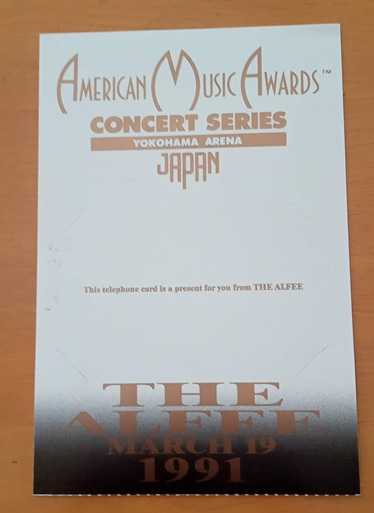 AMERICAN MUSIC AWARDS™
CONCERT SERIES
YOKOHAMA ARENA
JAPAN
This telephone card is a present for you from THE ALFEE
THE
ALFEE
MARCH 19
1991